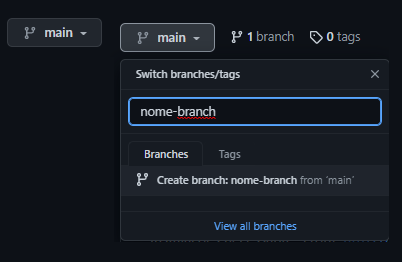 main
main
1 branch
0 tags
Switch branches/tags
nome-branch
Branches
Tags
Create branch: nome-branch from 'main'
View all branches